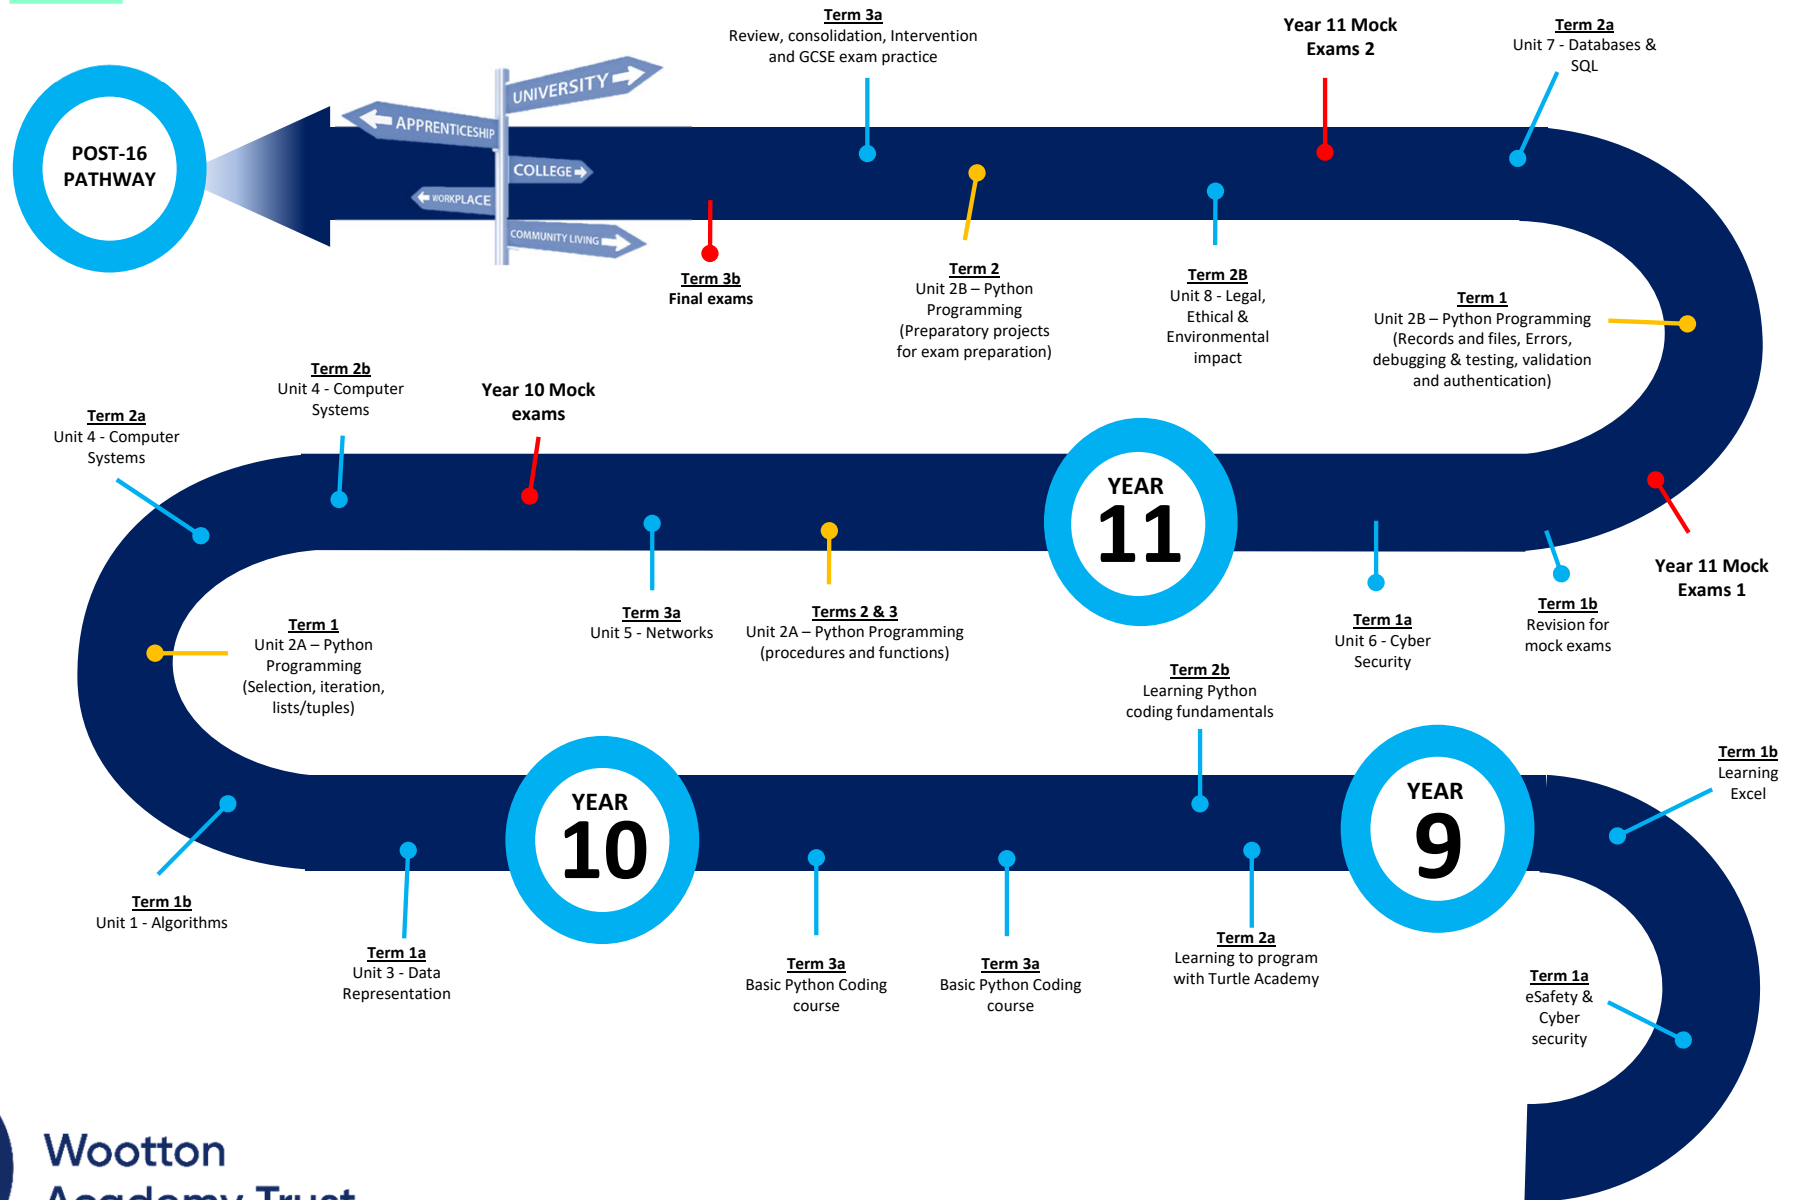 Term 3a
Review, consolidation, Intervention
and GCSE exam practice
Year 11 Mock
Exams 2
Term 2a
Unit 7 - Databases &
SQL
UNIVERSITY
APPRENTICESHIP
COLLEGE
WORKPLACE
COMMUNITY LIVING
POST-16
PATHWAY
Term 3b
Final exams
Term 2
Unit 2B – Python
Programming
(Preparatory projects
for exam preparation)
Term 2B
Unit 8 - Legal,
Ethical &
Environmental
impact
Term 1
Unit 2B – Python Programming
(Records and files, Errors,
debugging & testing, validation
and authentication)
Term 2a
Unit 4 - Computer
Systems
Term 2b
Unit 4 - Computer
Systems
Year 10 Mock
exams
YEAR
11
Term 3a
Unit 5 - Networks
Terms 2 & 3
Unit 2A – Python Programming
(procedures and functions)
Term 1a
Unit 6 - Cyber
Security
Term 1b
Revision for
mock exams
Year 11 Mock
Exams 1
Term 1
Unit 2A – Python
Programming
(Selection, iteration,
lists/tuples)
Term 2b
Learning Python
coding fundamentals
YEAR
10
YEAR
9
Term 1b
Learning
Excel
Term 1b
Unit 1 - Algorithms
Term 1a
Unit 3 - Data
Representation
Term 3a
Basic Python Coding
course
Term 3a
Basic Python Coding
course
Term 2a
Learning to program
with Turtle Academy
Term 1a
eSafety &
Cyber
security
Wootton
Academy Trust